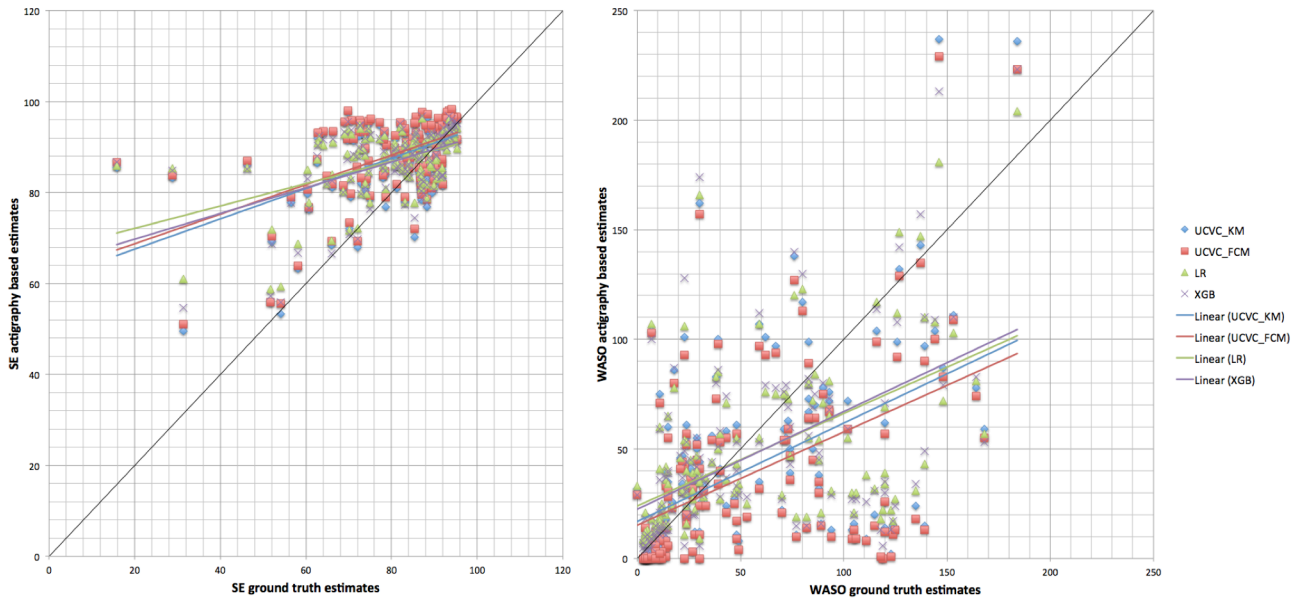 120
100
80
60
40
20
0
SE actigraphy based estimates
0 20 40 60 80 100 120
SE ground truth estimates
250
200
150
100
50
0
WASO actigraphy based estimates
0 50 100 150 200 250
WASO ground truth estimates
UCVC_KM
UCVC_FCM
LR
XGB
Linear (UCVC_KM)
Linear (UCVC_FCM)
Linear (LR)
Linear (XGB)